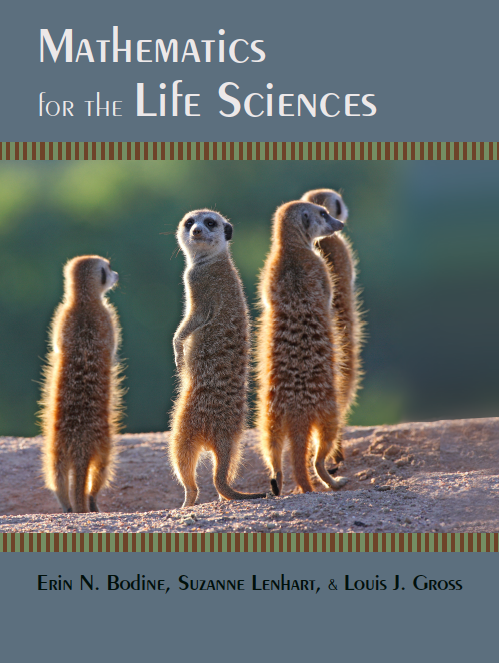 Mathematics
for the Life Sciences
Erin N. Bodine, Suzanne Lenhart, & Louis J. Gross